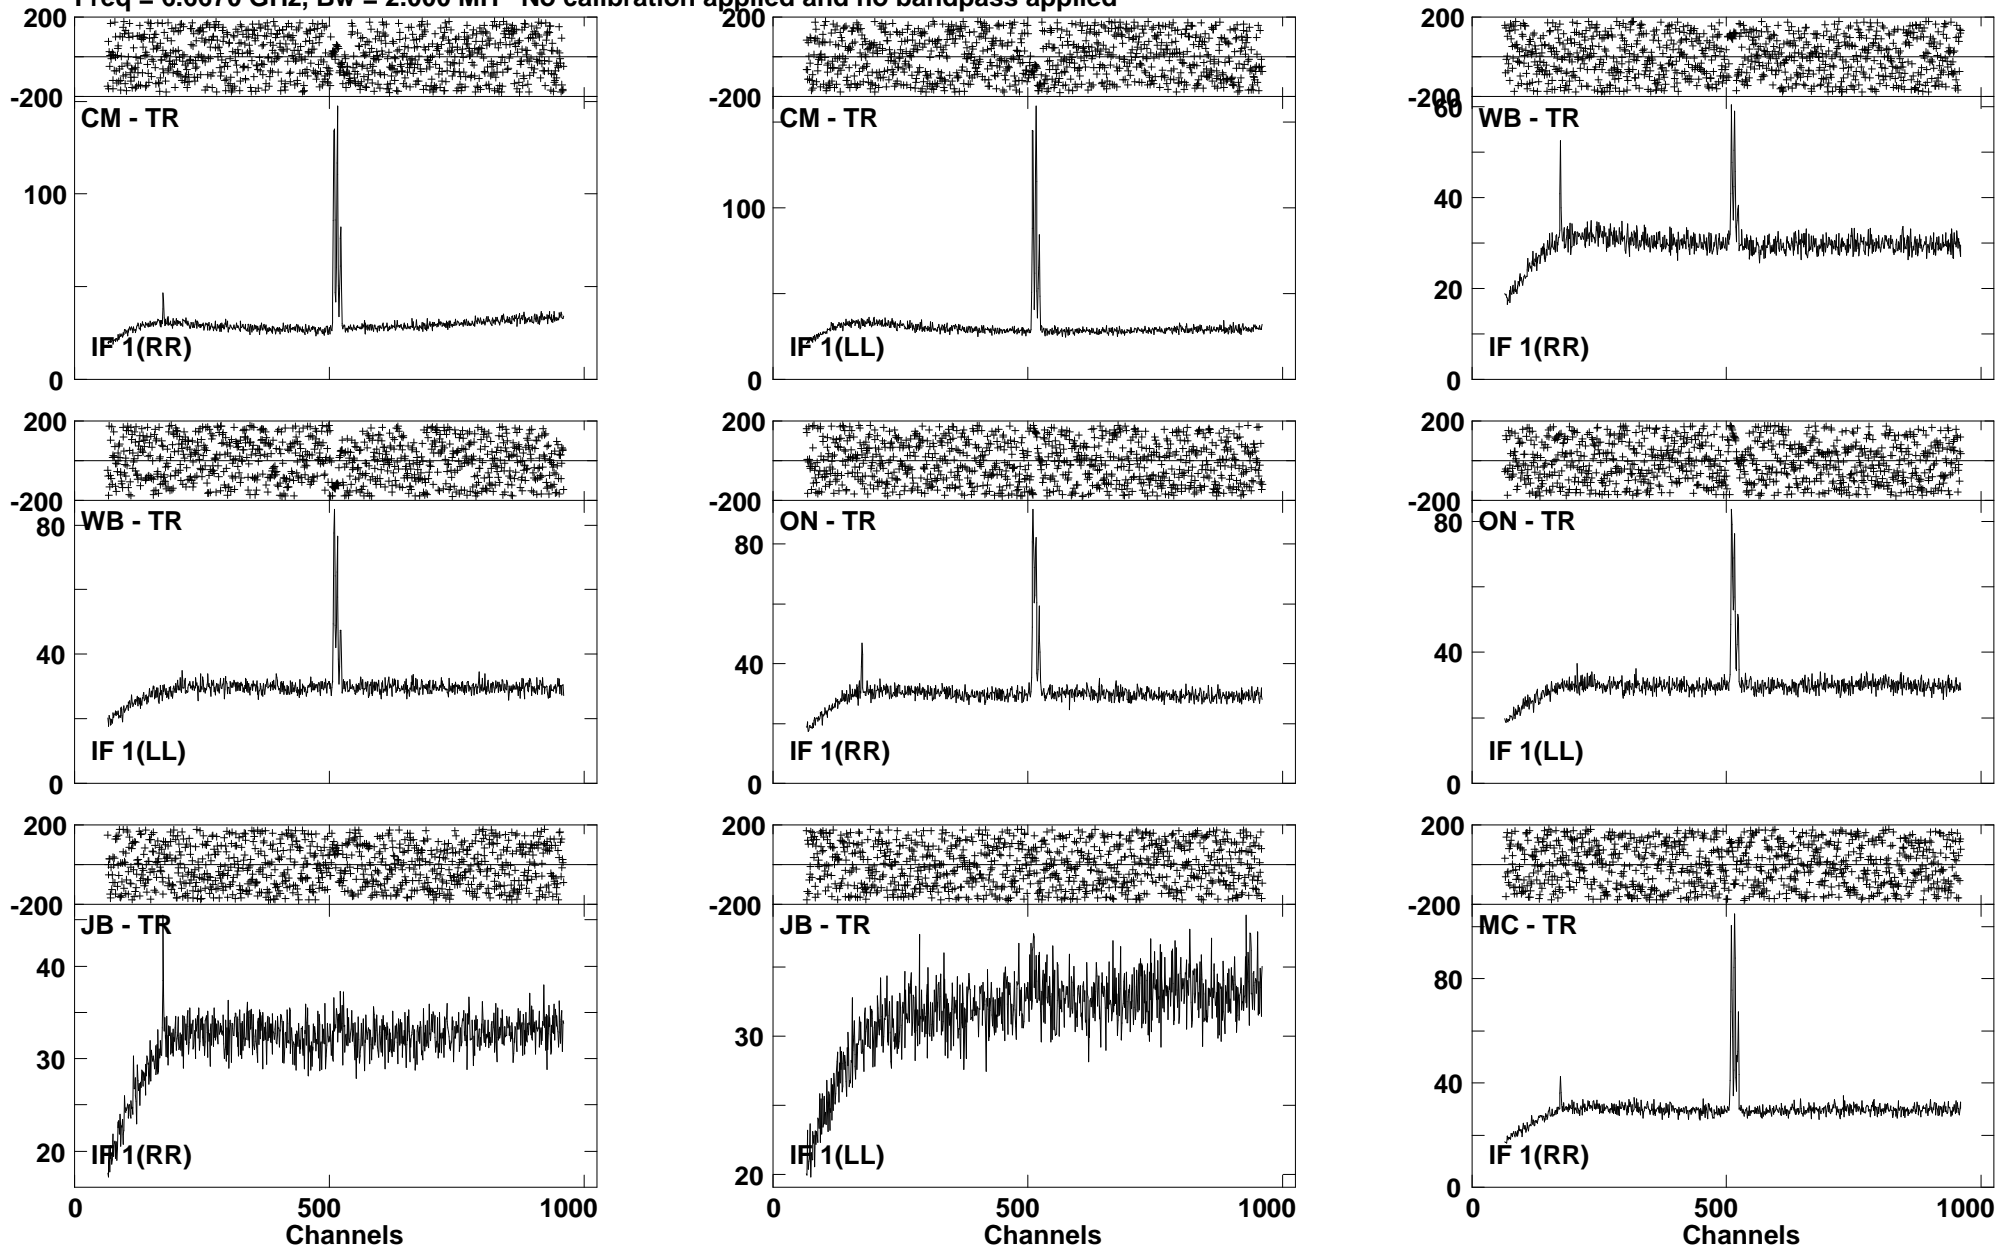 No calibration applied and no bandpass applied
200
-200
CM - TR
100
0
IF 1(RR)
CM - TR
100
0
IF 1(LL)
200
-200
60
WB - TR
40
20
0
IF 1(RR)
200
-200
WB - TR
80
40
0
IF 1(LL)
ON - TR
80
40
0
IF 1(RR)
200
-200
200
-200
ON - TR
80
40
0
IF 1(LL)
200
-200
JB - TR
40
30
20
IF 1(RR)
0 500 1000
Channels
200
-200
JB - TR
30
20
IF 1(LL)
0 500 1000
Channels
200
-200
MC - TR
80
40
0
IF 1(RR)
0 500 1000
Channels